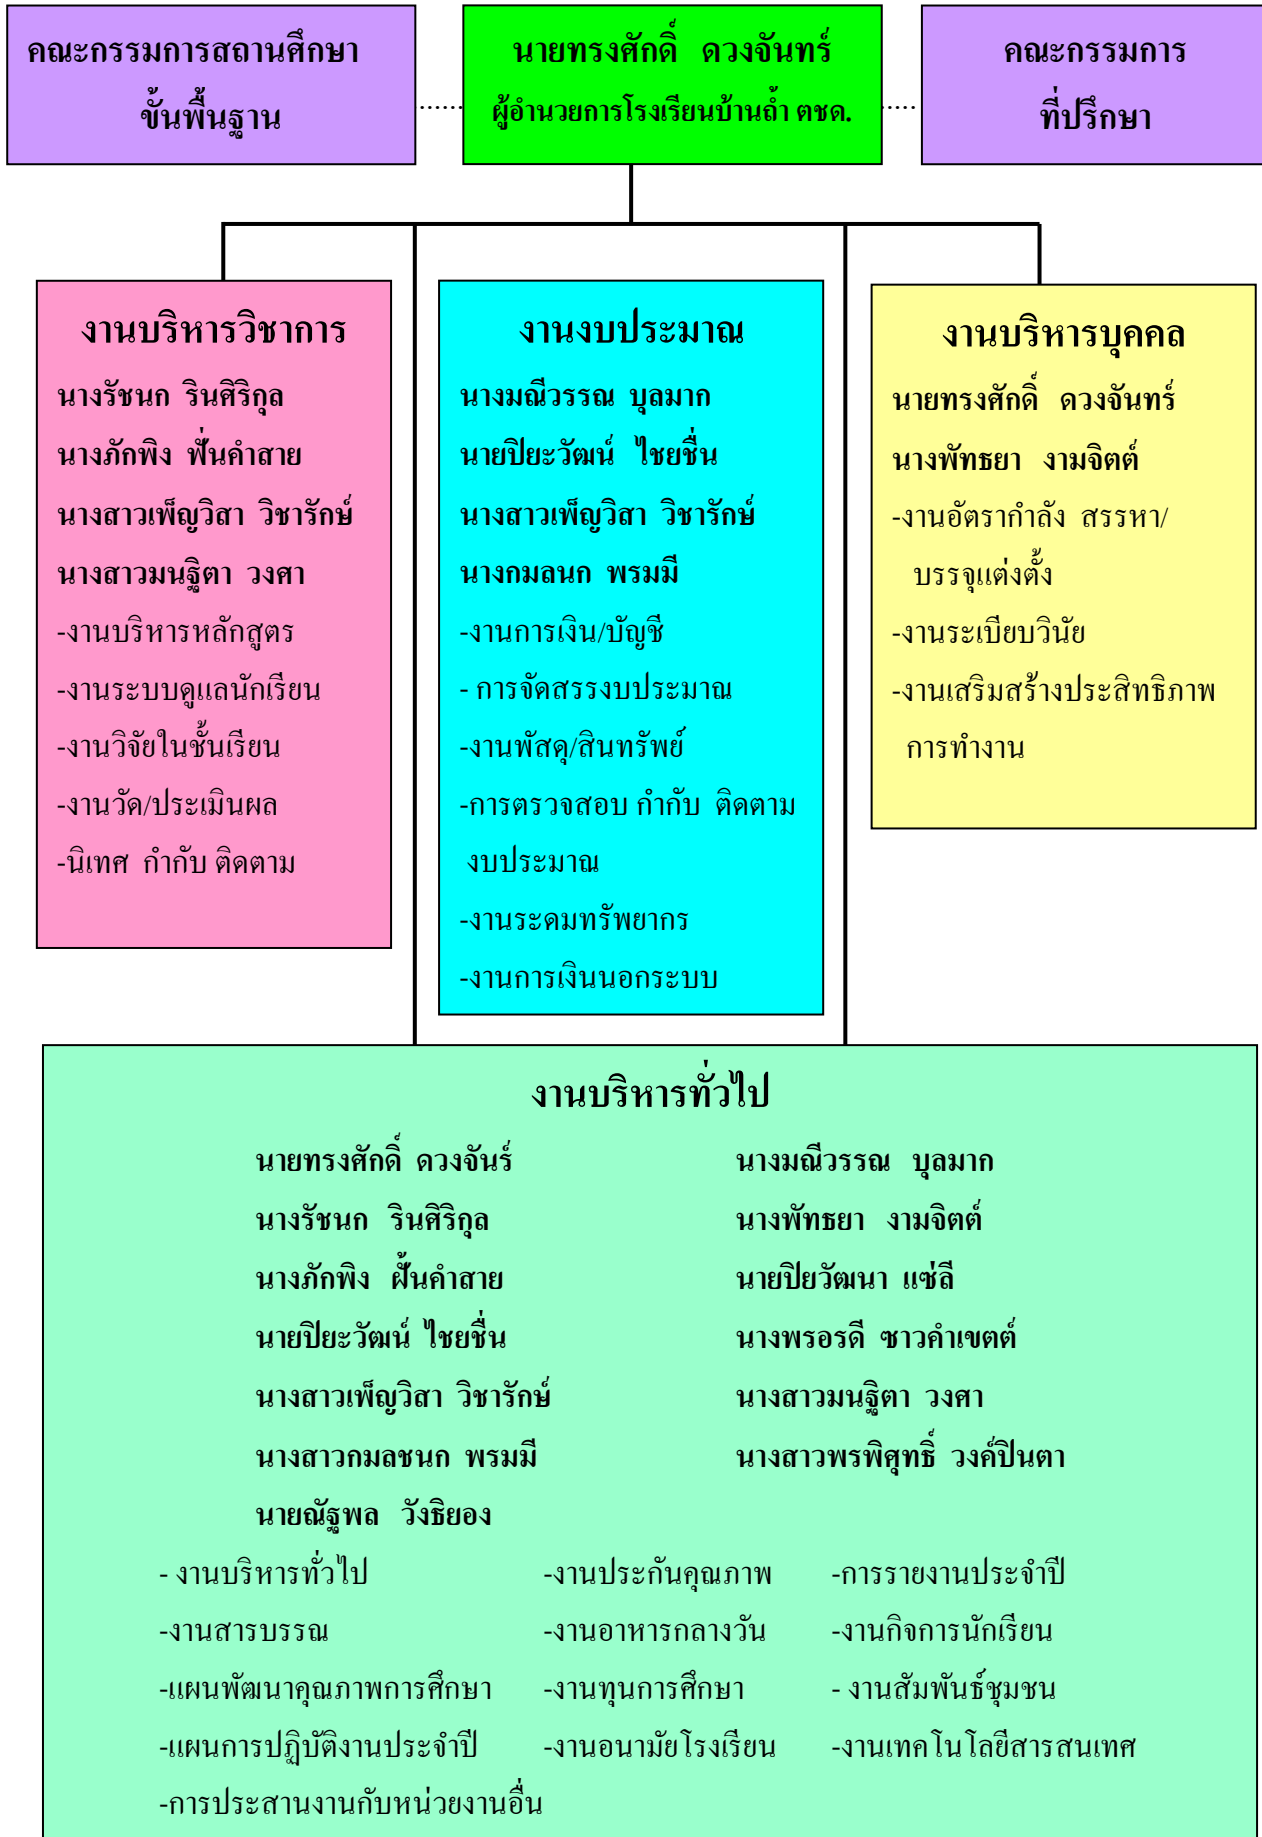 คณะกรรมการสถานศึกษา
ขั้นพื้นฐาน
นายทรงศักดิ์ ดวงจันทร์
ผู้อำนวยการโรงเรียนบ้านถ้ำ ตชด.
คณะกรรมการ
ที่ปรึกษา
งานบริหารวิชาการ
นางรัชนก รินศิริกุล
นางภักพิง ฟั่นคำสาย
นางสาวเพ็ญวิสา วิชารักษ์
นางสาวมนฐิตา วงศา
-งานบริหารหลักสูตร
-งานระบบดูแลนักเรียน
-งานวิจัยในชั้นเรียน
-งานวัด/ประเมินผล
-นิเทศ กำกับ ติดตาม
งานงบประมาณ
นางมณีวรรณ บุลมาก
นายปิยะวัฒน์ ไชยชื่น
นางสาวเพ็ญวิสา วิชารักษ์
นางกมลนก พรมมี
-งานการเงิน/บัญชี
- การจัดสรรงบประมาณ
-งานพัสดุ/สินทรัพย์
-การตรวจสอบ กำกับ ติดตาม
งบประมาณ
-งานระดมทรัพยากร
-งานการเงินนอกระบบ
งานบริหารบุคคล
นายทรงศักดิ์ ดวงจันทร์
นางพัทธยา งามจิตต์
-งานอัตรากำลัง สรรหา/
บรรจุแต่งตั้ง
-งานระเบียบวินัย
-งานเสริมสร้างประสิทธิภาพ
การทำงาน
งานบริหารทั่วไป
นายทรงศักดิ์ ดวงจันร์ นางมณีวรรณ บุลมาก
นางรัชนก รินศิริกุล นางพัทธยา งามจิตต์
นางภักพิง ฝั้นคำสาย นายปิยวัฒนา แซ่ลี
นายปิยะวัฒน์ ไชยชื่น นางพรอรดี ซาวคำเขตต์
นางสาวเพ็ญวิสา วิชารักษ์ นางสาวมนฐิตา วงศา
นางสาวกมลชนก พรมมี นางสาวพรพิศุทธิ์ วงค์ปินตา
นายณัฐพล วังธิยอง
- งานบริหารทั่วไป -งานประกันคุณภาพ -การรายงานประจำปี
-งานสารบรรณ -งานอาหารกลางวัน -งานกิจการนักเรียน
-แผนพัฒนาคุณภาพการศึกษา -งานทุนการศึกษา - งานสัมพันธ์ชุมชน
-แผนการปฏิบัติงานประจำปี -งานอนามัยโรงเรียน -งานเทคโนโลยีสารสนเทศ
-การประสานงานกับหน่วยงานอื่น